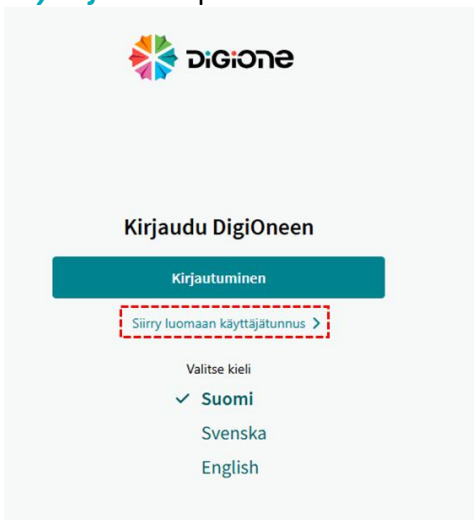 DiGiOne
Kirjaudu DigiOneen
Kirjautuminen
Siirry luomaan käyttäjätunnus
Valitse kieli
Suomi
Svenska
English